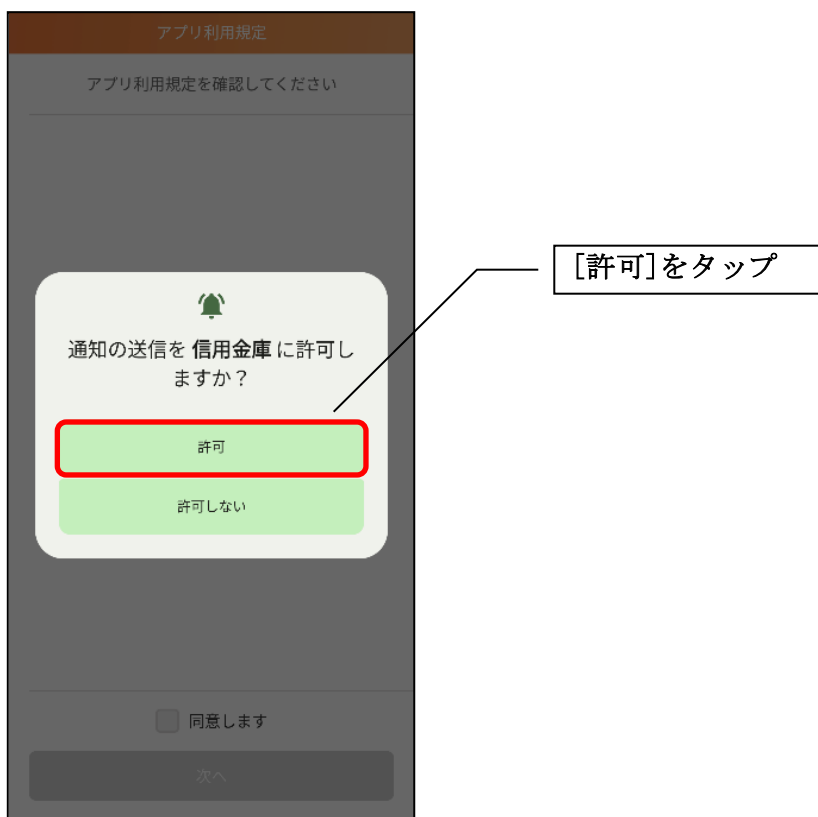 アプリ利用規定
アプリ利用規定を確認してください
[許可]をタップ
通知の送信を 信用金庫 に許可し
ますか？
許可
許可しない
同意します
次へ